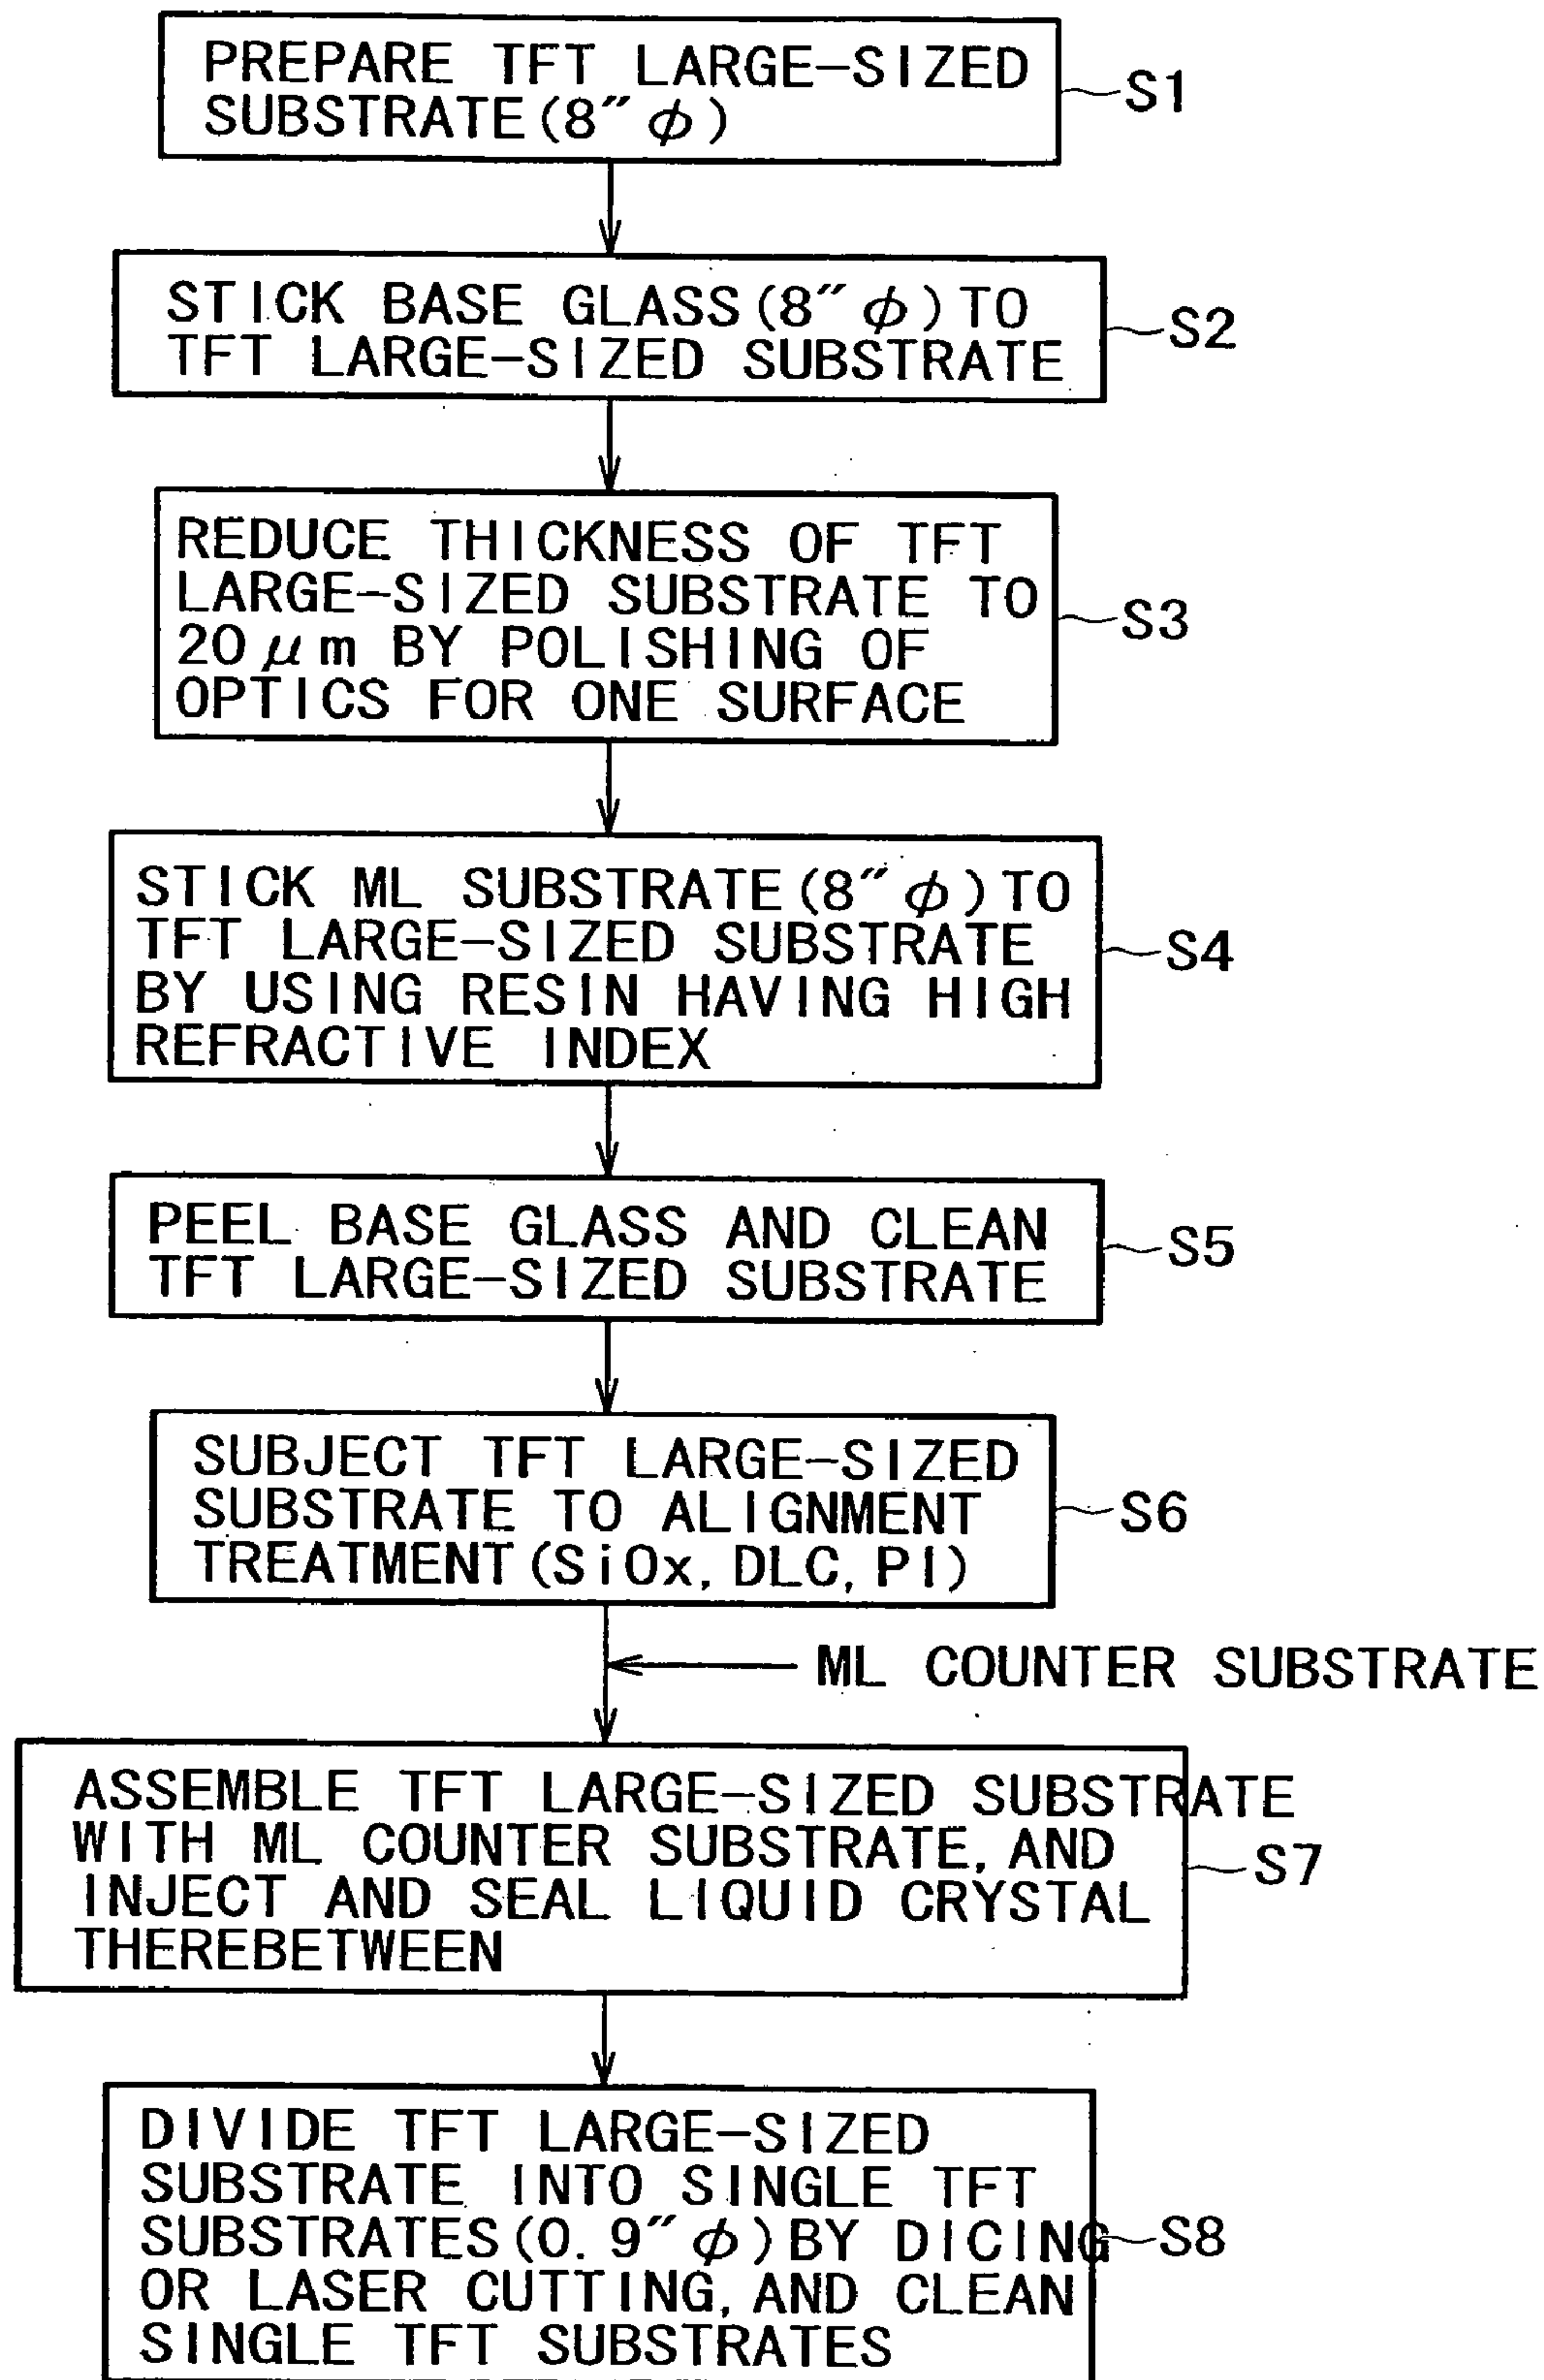 PREPARE TFT LARGE-SIZED
SUBSTRATE(8″φ)
S1
STICK BASE GLASS(8″φ)TO
TFT LARGE-SIZED SUBSTRATE
S2
REDUCE THICKNESS OF TFT
LARGE-SIZED SUBSTRATE TO
20μm BY POLISHING OF
OPTICS FOR ONE SURFACE
S3
STICK ML SUBSTRATE(8″φ)TO
TFT LARGE-SIZED SUBSTRATE
BY USING RESIN HAVING HIGH
REFRACTIVE INDEX
S4
PEEL BASE GLASS AND CLEAN
TFT LARGE-SIZED SUBSTRATE
S5
SUBJECT TFT LARGE-SIZED
SUBSTRATE TO ALIGNMENT
TREATMENT(SiOx, DLC, PI)
S6
ML COUNTER SUBSTRATE
ASSEMBLE TFT LARGE-SIZED SUBSTRATE
WITH ML COUNTER SUBSTRATE, AND
INJECT AND SEAL LIQUID CRYSTAL
THEREBETWEEN
S7
DIVIDE TFT LARGE-SIZED
SUBSTRATE INTO SINGLE TFT
SUBSTRATES(0.9″φ)BY DICING
OR LASER CUTTING, AND CLEAN
SINGLE TFT SUBSTRATES
S8